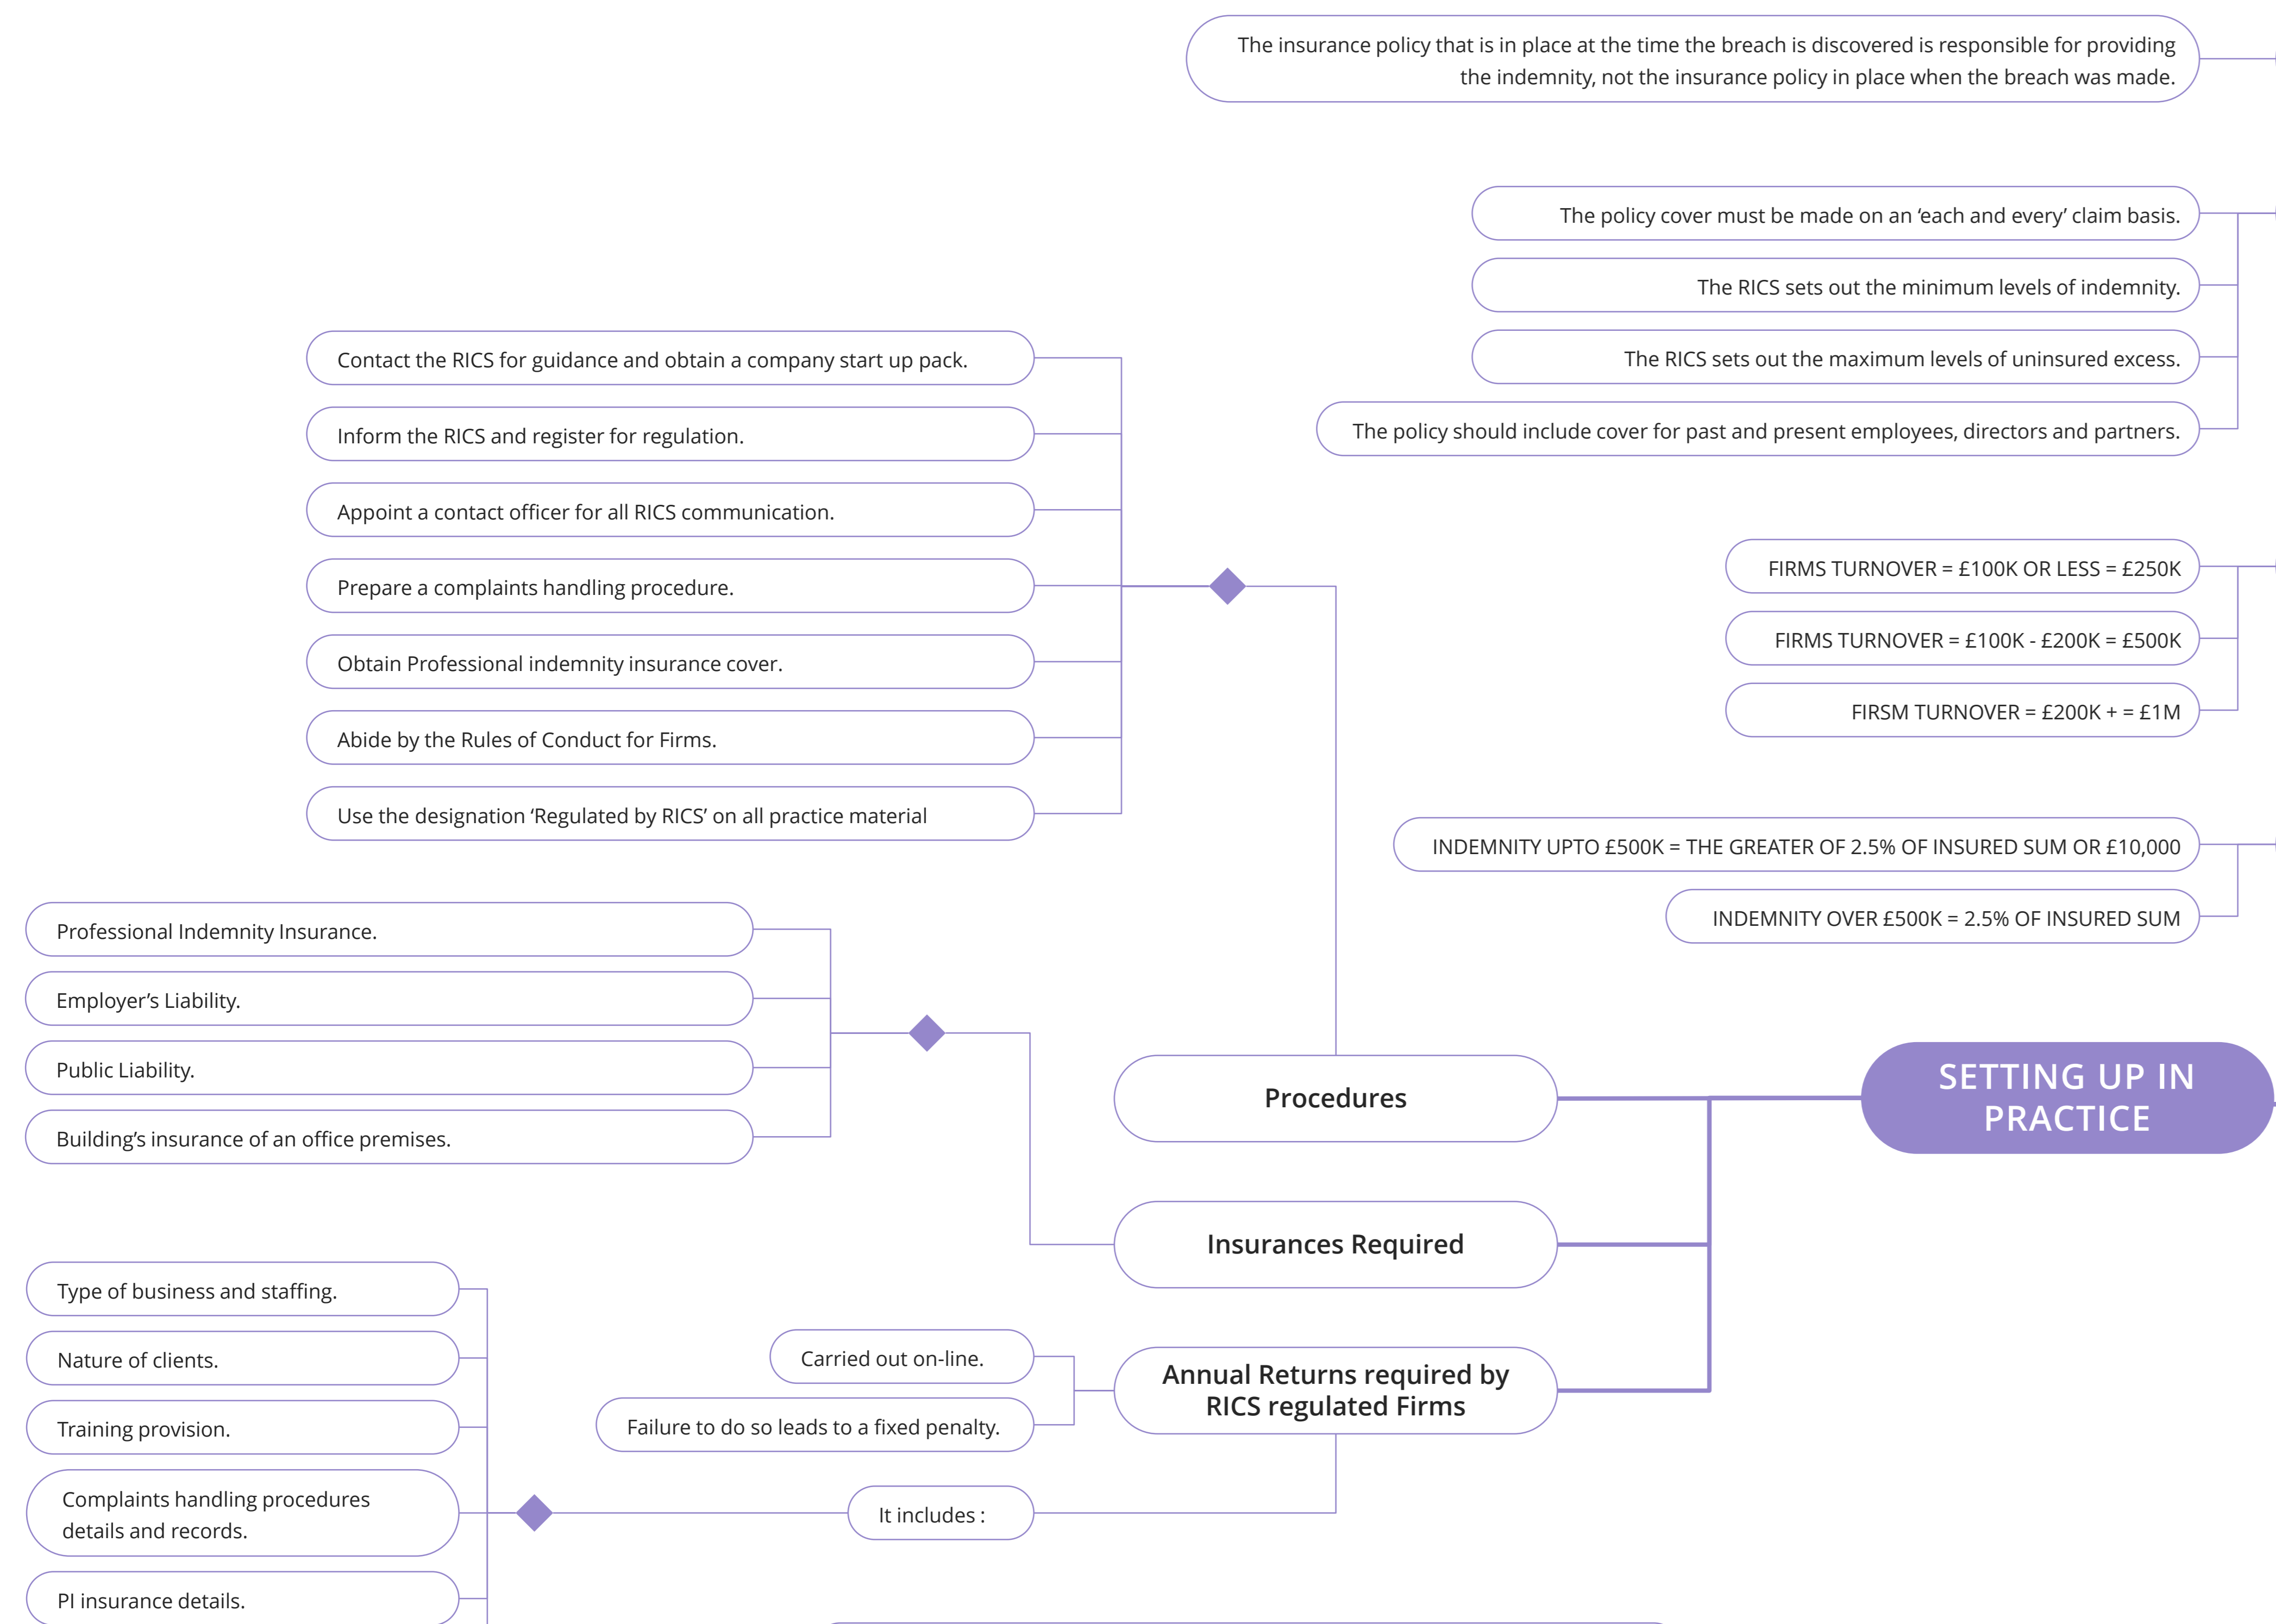 The insurance policy that is in place at the time the breach is discovered is responsible for providing
the indemnity, not the insurance policy in place when the breach was made.
The policy cover must be made on an ‘each and every’ claim basis.
The RICS sets out the minimum levels of indemnity.
The RICS sets out the maximum levels of uninsured excess.
The policy should include cover for past and present employees, directors and partners.
Contact the RICS for guidance and obtain a company start up pack.
Inform the RICS and register for regulation.
Appoint a contact officer for all RICS communication.
Prepare a complaints handling procedure.
Obtain Professional indemnity insurance cover.
Abide by the Rules of Conduct for Firms.
Use the designation ‘Regulated by RICS’ on all practice material
FIRMS TURNOVER = £100K OR LESS = £250K
FIRMS TURNOVER = £100K - £200K = £500K
FIRSM TURNOVER = £200K + = £1M
INDEMNITY UPTO £500K = THE GREATER OF 2.5% OF INSURED SUM OR £10,000
INDEMNITY OVER £500K = 2.5% OF INSURED SUM
Professional Indemnity Insurance.
Employer’s Liability.
Public Liability.
Building’s insurance of an office premises.
Procedures
SETTING UP IN
PRACTICE
Insurances Required
Annual Returns required by
RICS regulated Firms
Carried out on-line.
Failure to do so leads to a fixed penalty.
It includes :
Type of business and staffing.
Nature of clients.
Training provision.
Complaints handling procedures
details and records.
PI insurance details.